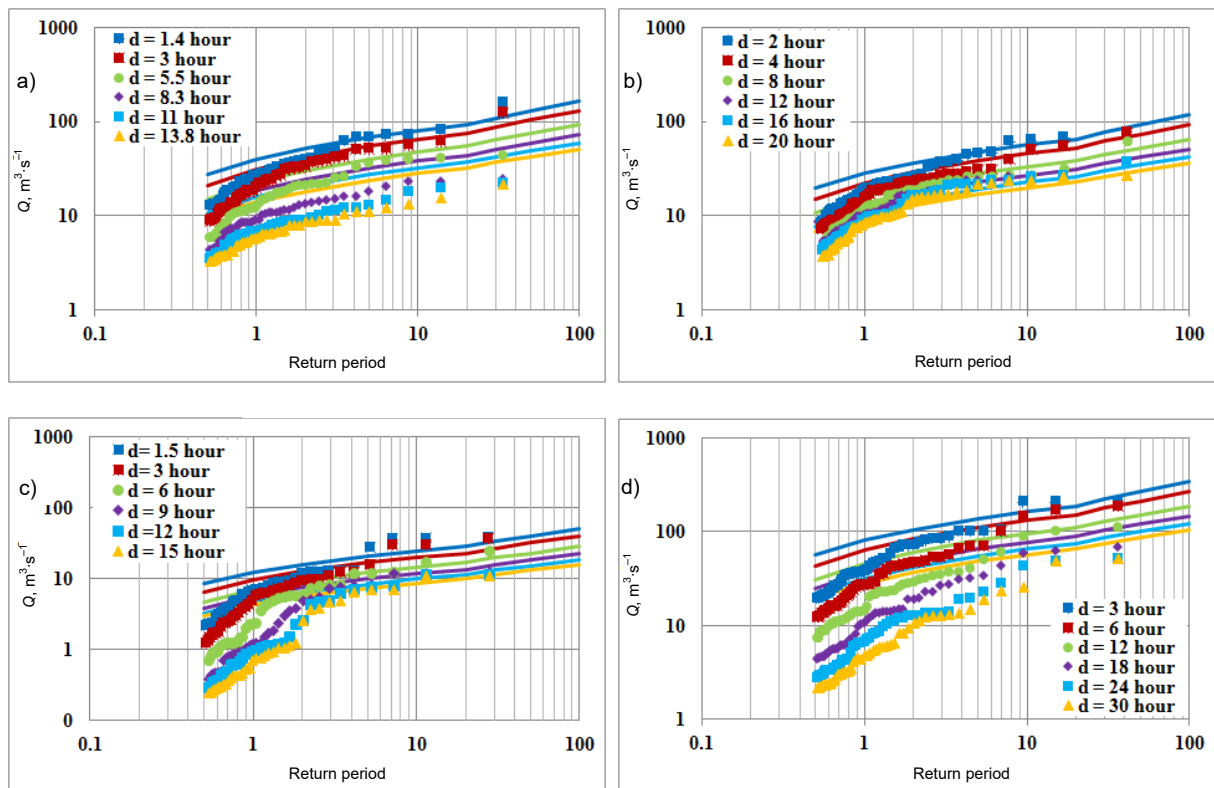 a)
1000
100
10
1
Q, m³·s⁻¹
d = 1.4 hour
d = 3 hour
d = 5.5 hour
d = 8.3 hour
d = 11 hour
d = 13.8 hour
0.1 1 10 100
Return period
b)
1000
100
10
1
Q, m³·s⁻¹
d = 2 hour
d = 4 hour
d = 8 hour
d = 12 hour
d = 16 hour
d = 20 hour
0.1 1 10 100
Return period
c)
1000
100
10
1
0
Q, m³·s⁻¹
d= 1.5 hour
d= 3 hour
d= 6 hour
d= 9 hour
d= 12 hour
d= 15 hour
0.1 1 10 100
Return period
d)
1000
100
10
1
Q, m³·s⁻¹
d = 3 hour
d = 6 hour
d = 12 hour
d = 18 hour
d = 24 hour
d = 30 hour
0.1 1 10 100
Return period